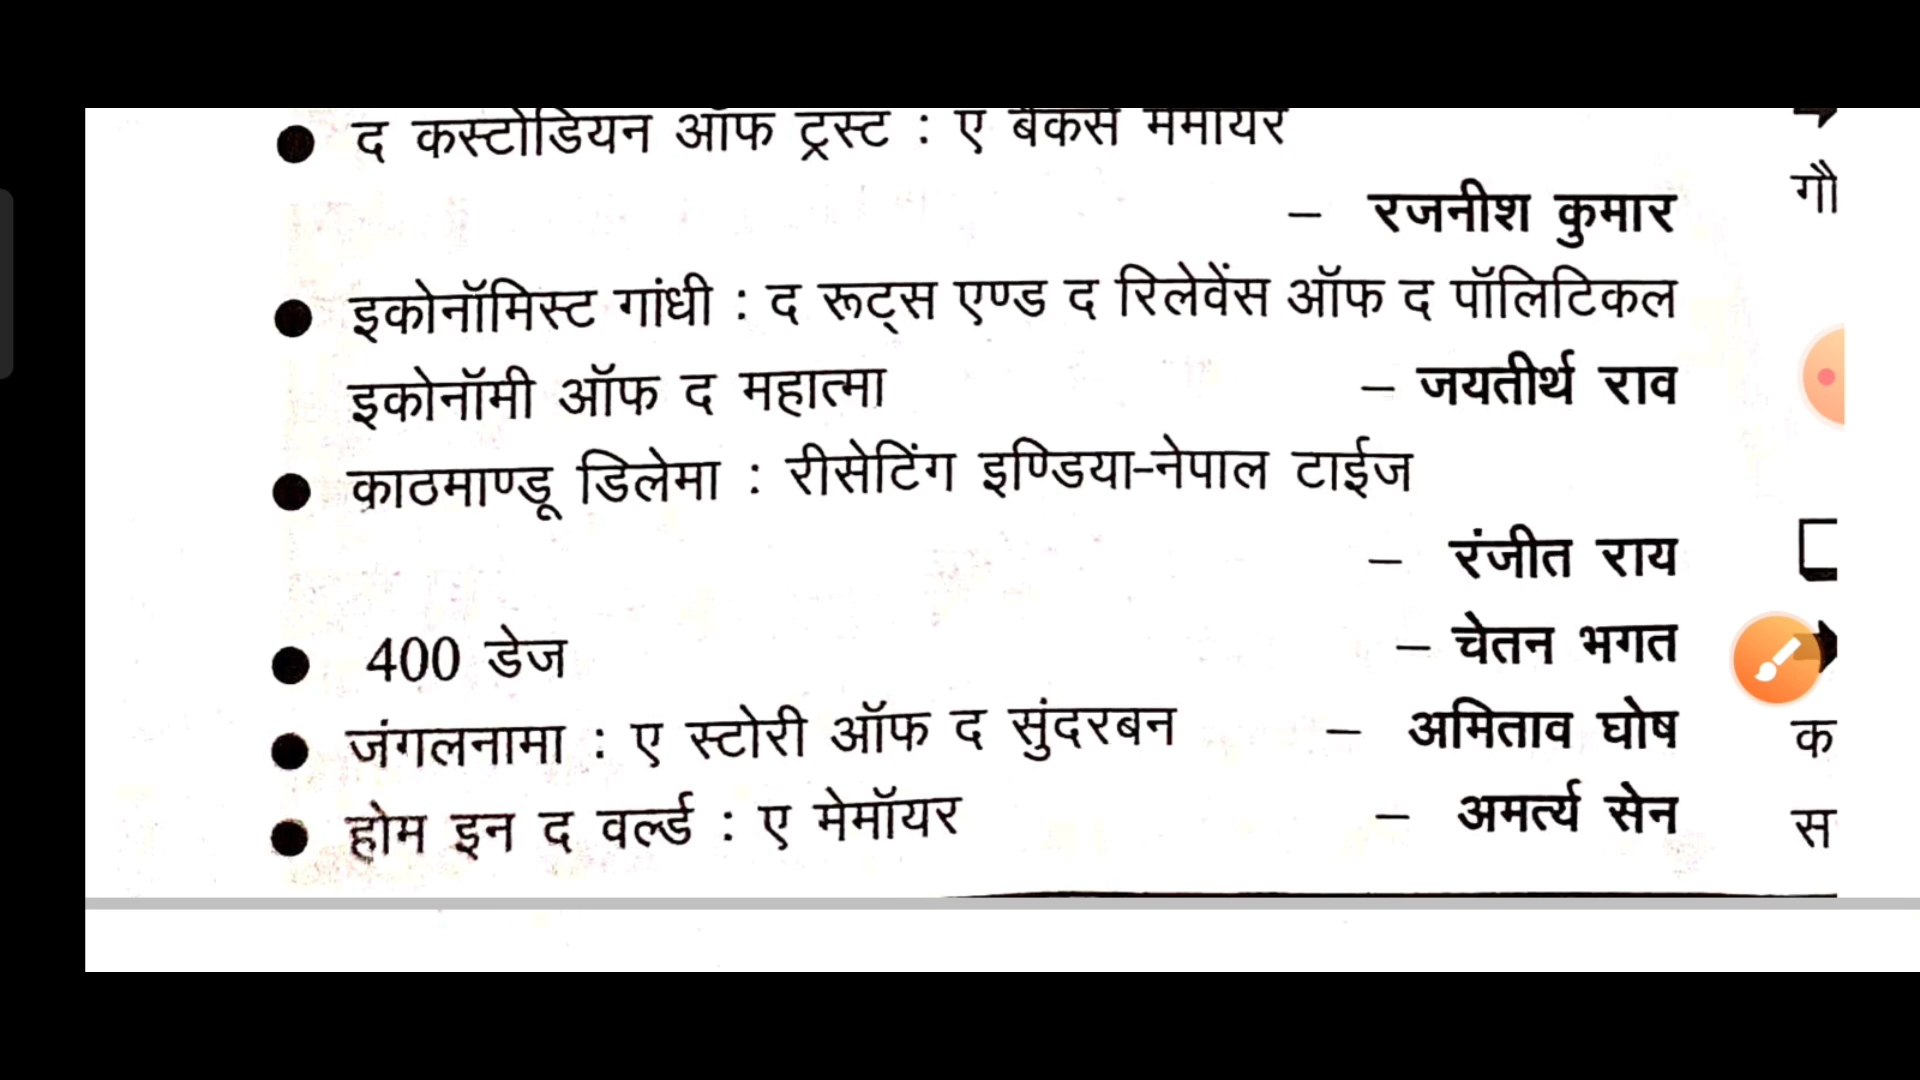 ● द कस्टोडियन ऑफ ट्रस्ट : ए बैंकर्स मेमॉयर
– रजनीश कुमार
● इकोनॉमिस्ट गांधी : द रूट्स एण्ड द रिलेवेंस ऑफ द पॉलिटिकल
इकोनॉमी ऑफ द महात्मा – जयतीर्थ राव
● काठमाण्डू डिलेमा : रीसेटिंग इण्डिया-नेपाल टाईज
– रंजीत राय
● 400 डेज – चेतन भगत
● जंगलनामा : ए स्टोरी ऑफ द सुंदरबन – अमिताव घोष
● होम इन द वर्ल्ड : ए मेमॉयर – अमर्त्य सेन
गौ
क
स